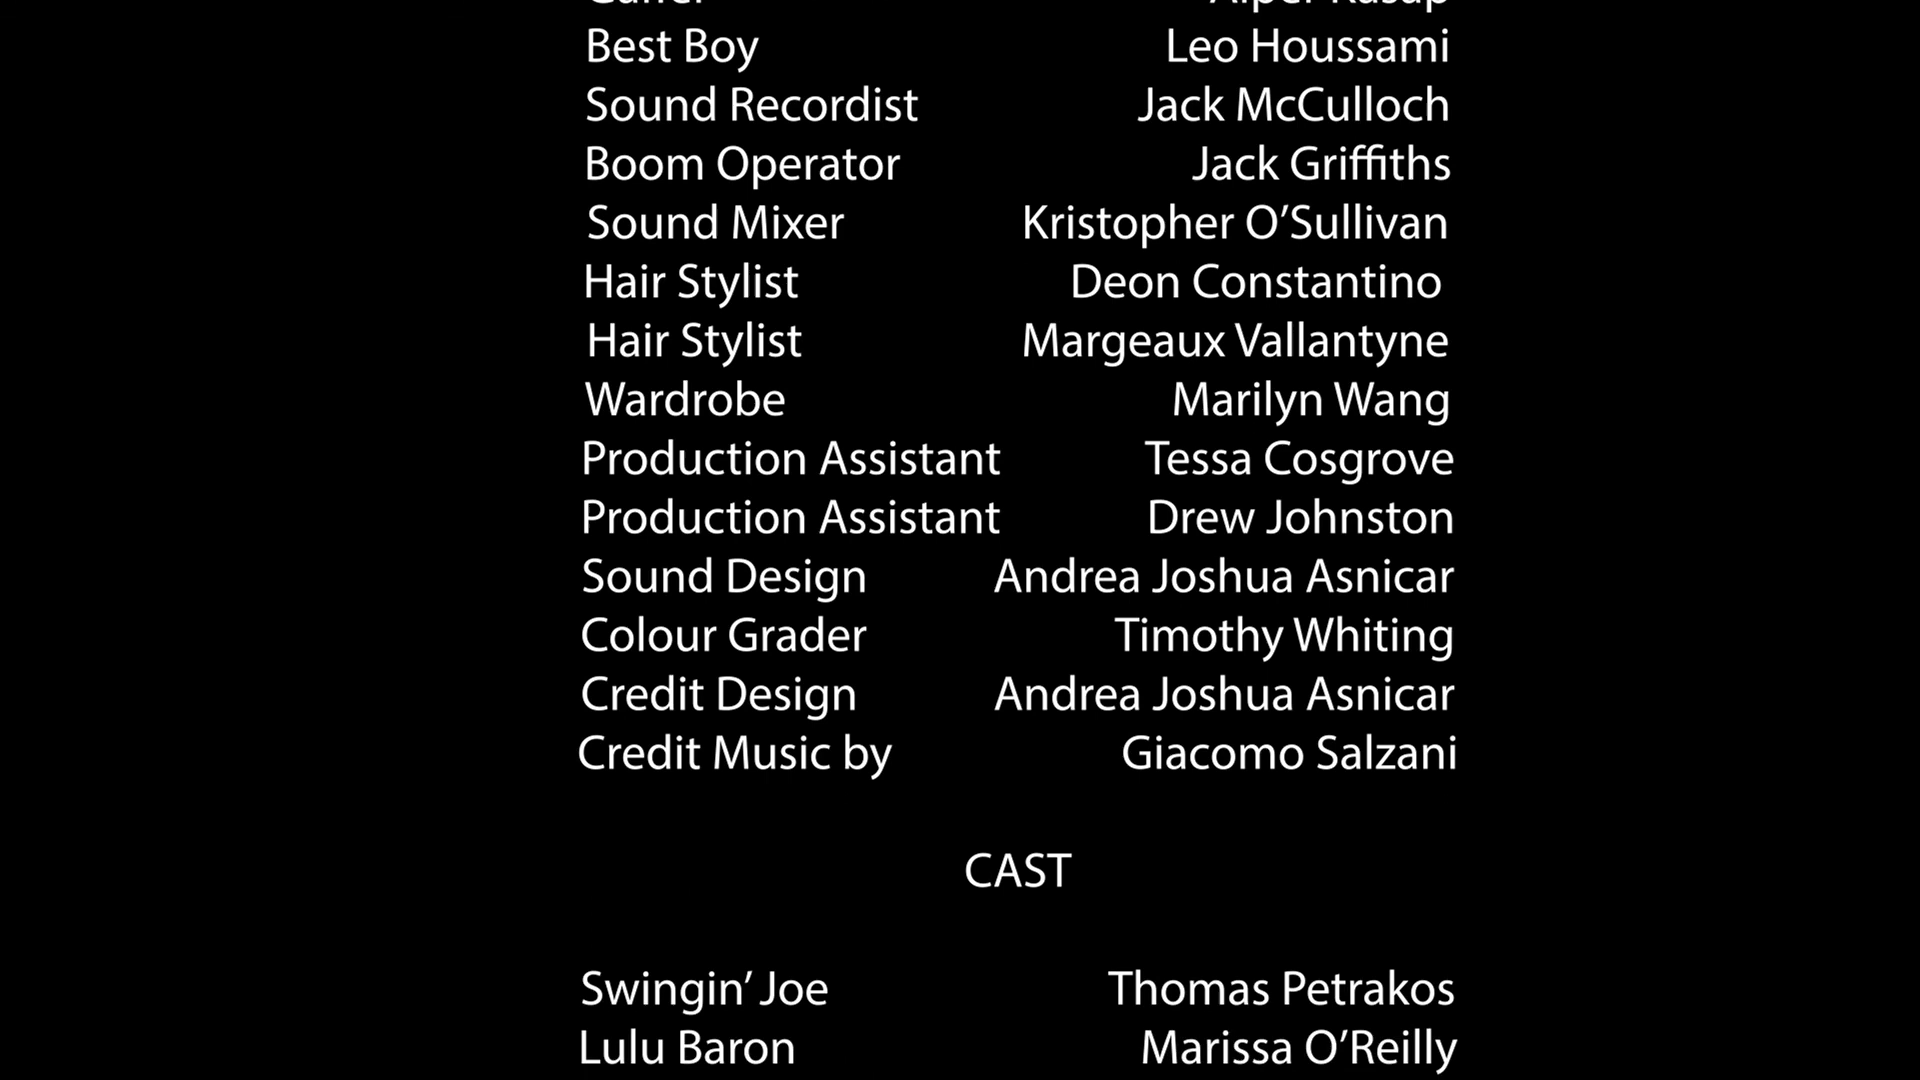 Best Boy Leo Houssami
Sound Recordist Jack McCulloch
Boom Operator Jack Griffiths
Sound Mixer Kristopher O’Sullivan
Hair Stylist Deon Constantino
Hair Stylist Margeaux Vallantyne
Wardrobe Marilyn Wang
Production Assistant Tessa Cosgrove
Production Assistant Drew Johnston
Sound Design Andrea Joshua Asnicar
Colour Grader Timothy Whiting
Credit Design Andrea Joshua Asnicar
Credit Music by Giacomo Salzani
CAST
Swingin’ Joe Thomas Petrakos
Lulu Baron Marissa O’Reilly